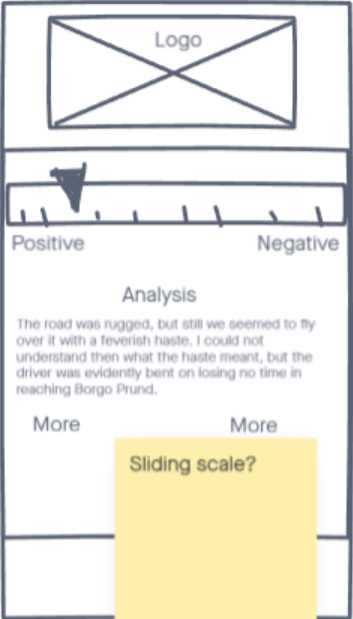 Logo
Positive
Negative
Analysis
The road was rugged, but still we seemed to fly
over it with a feverish haste. I could not
understand then what the haste meant, but the
driver was evidently bent on losing no time in
reaching Borgo Prund.
More
More
Sliding scale?